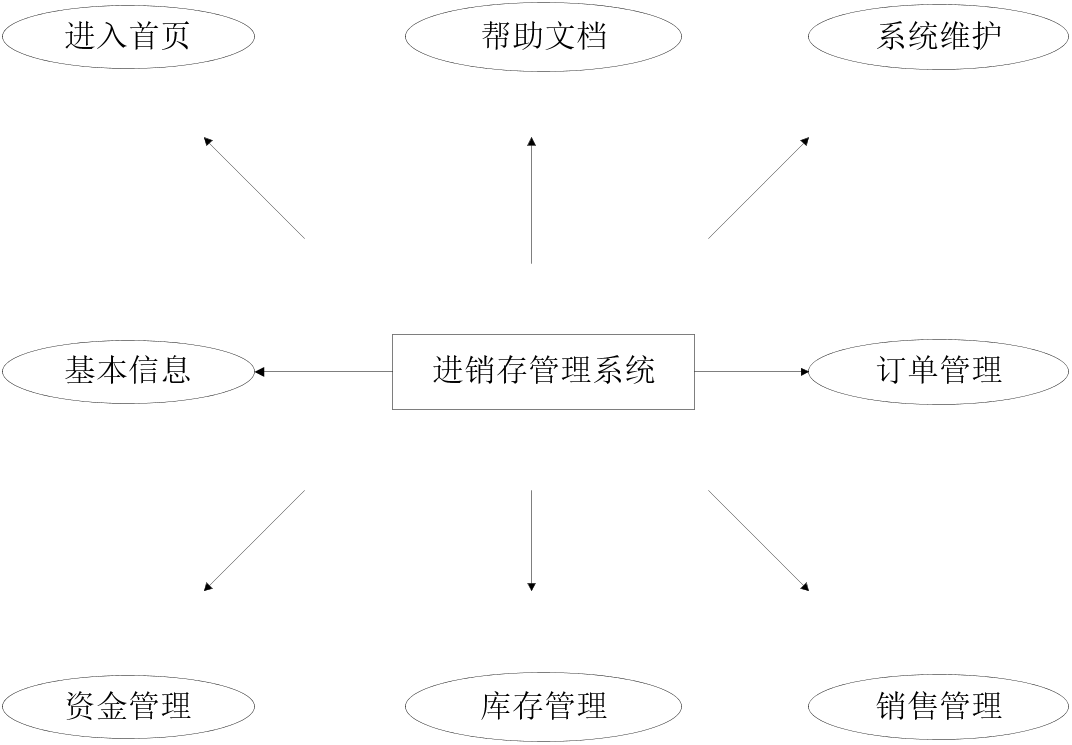 进入首页
帮助文档
系统维护
基本信息
进销存管理系统
订单管理
资金管理
库存管理
销售管理